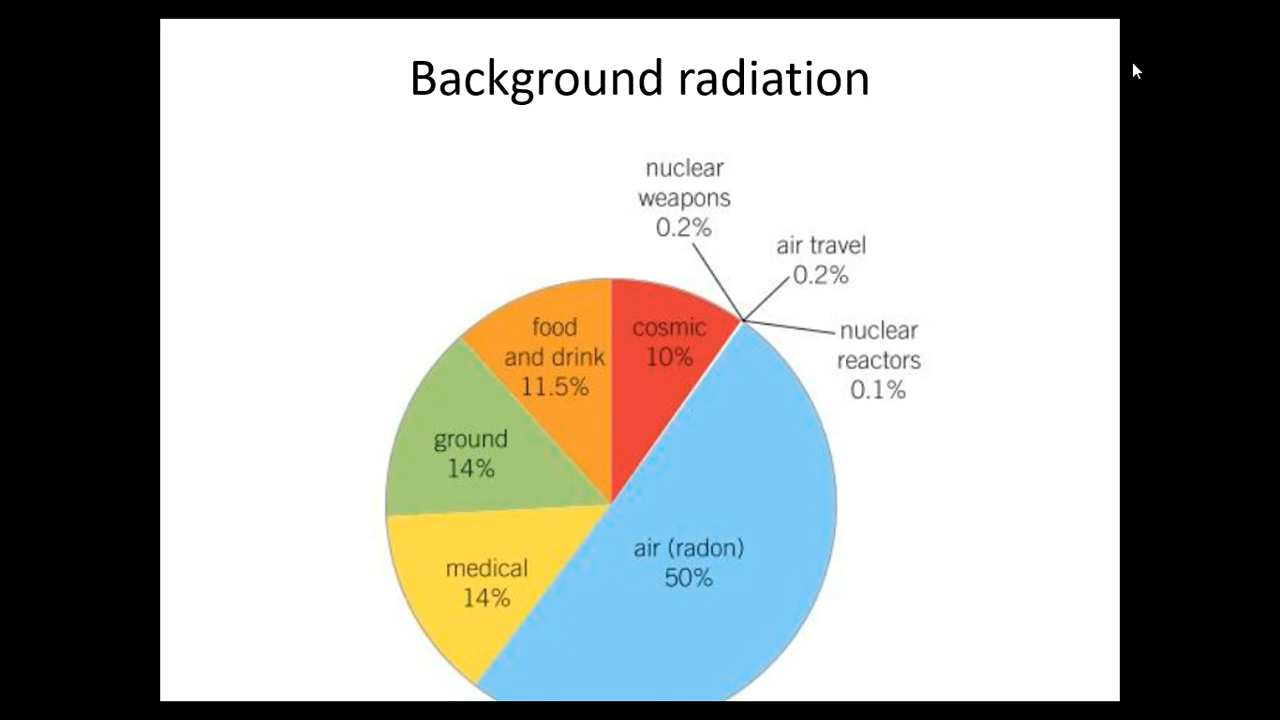 Background radiation
nuclear
weapons
0.2%
air travel
0.2%
nuclear
reactors
0.1%
food
and drink
11.5%
cosmic
10%
ground
14%
medical
14%
air (radon)
50%